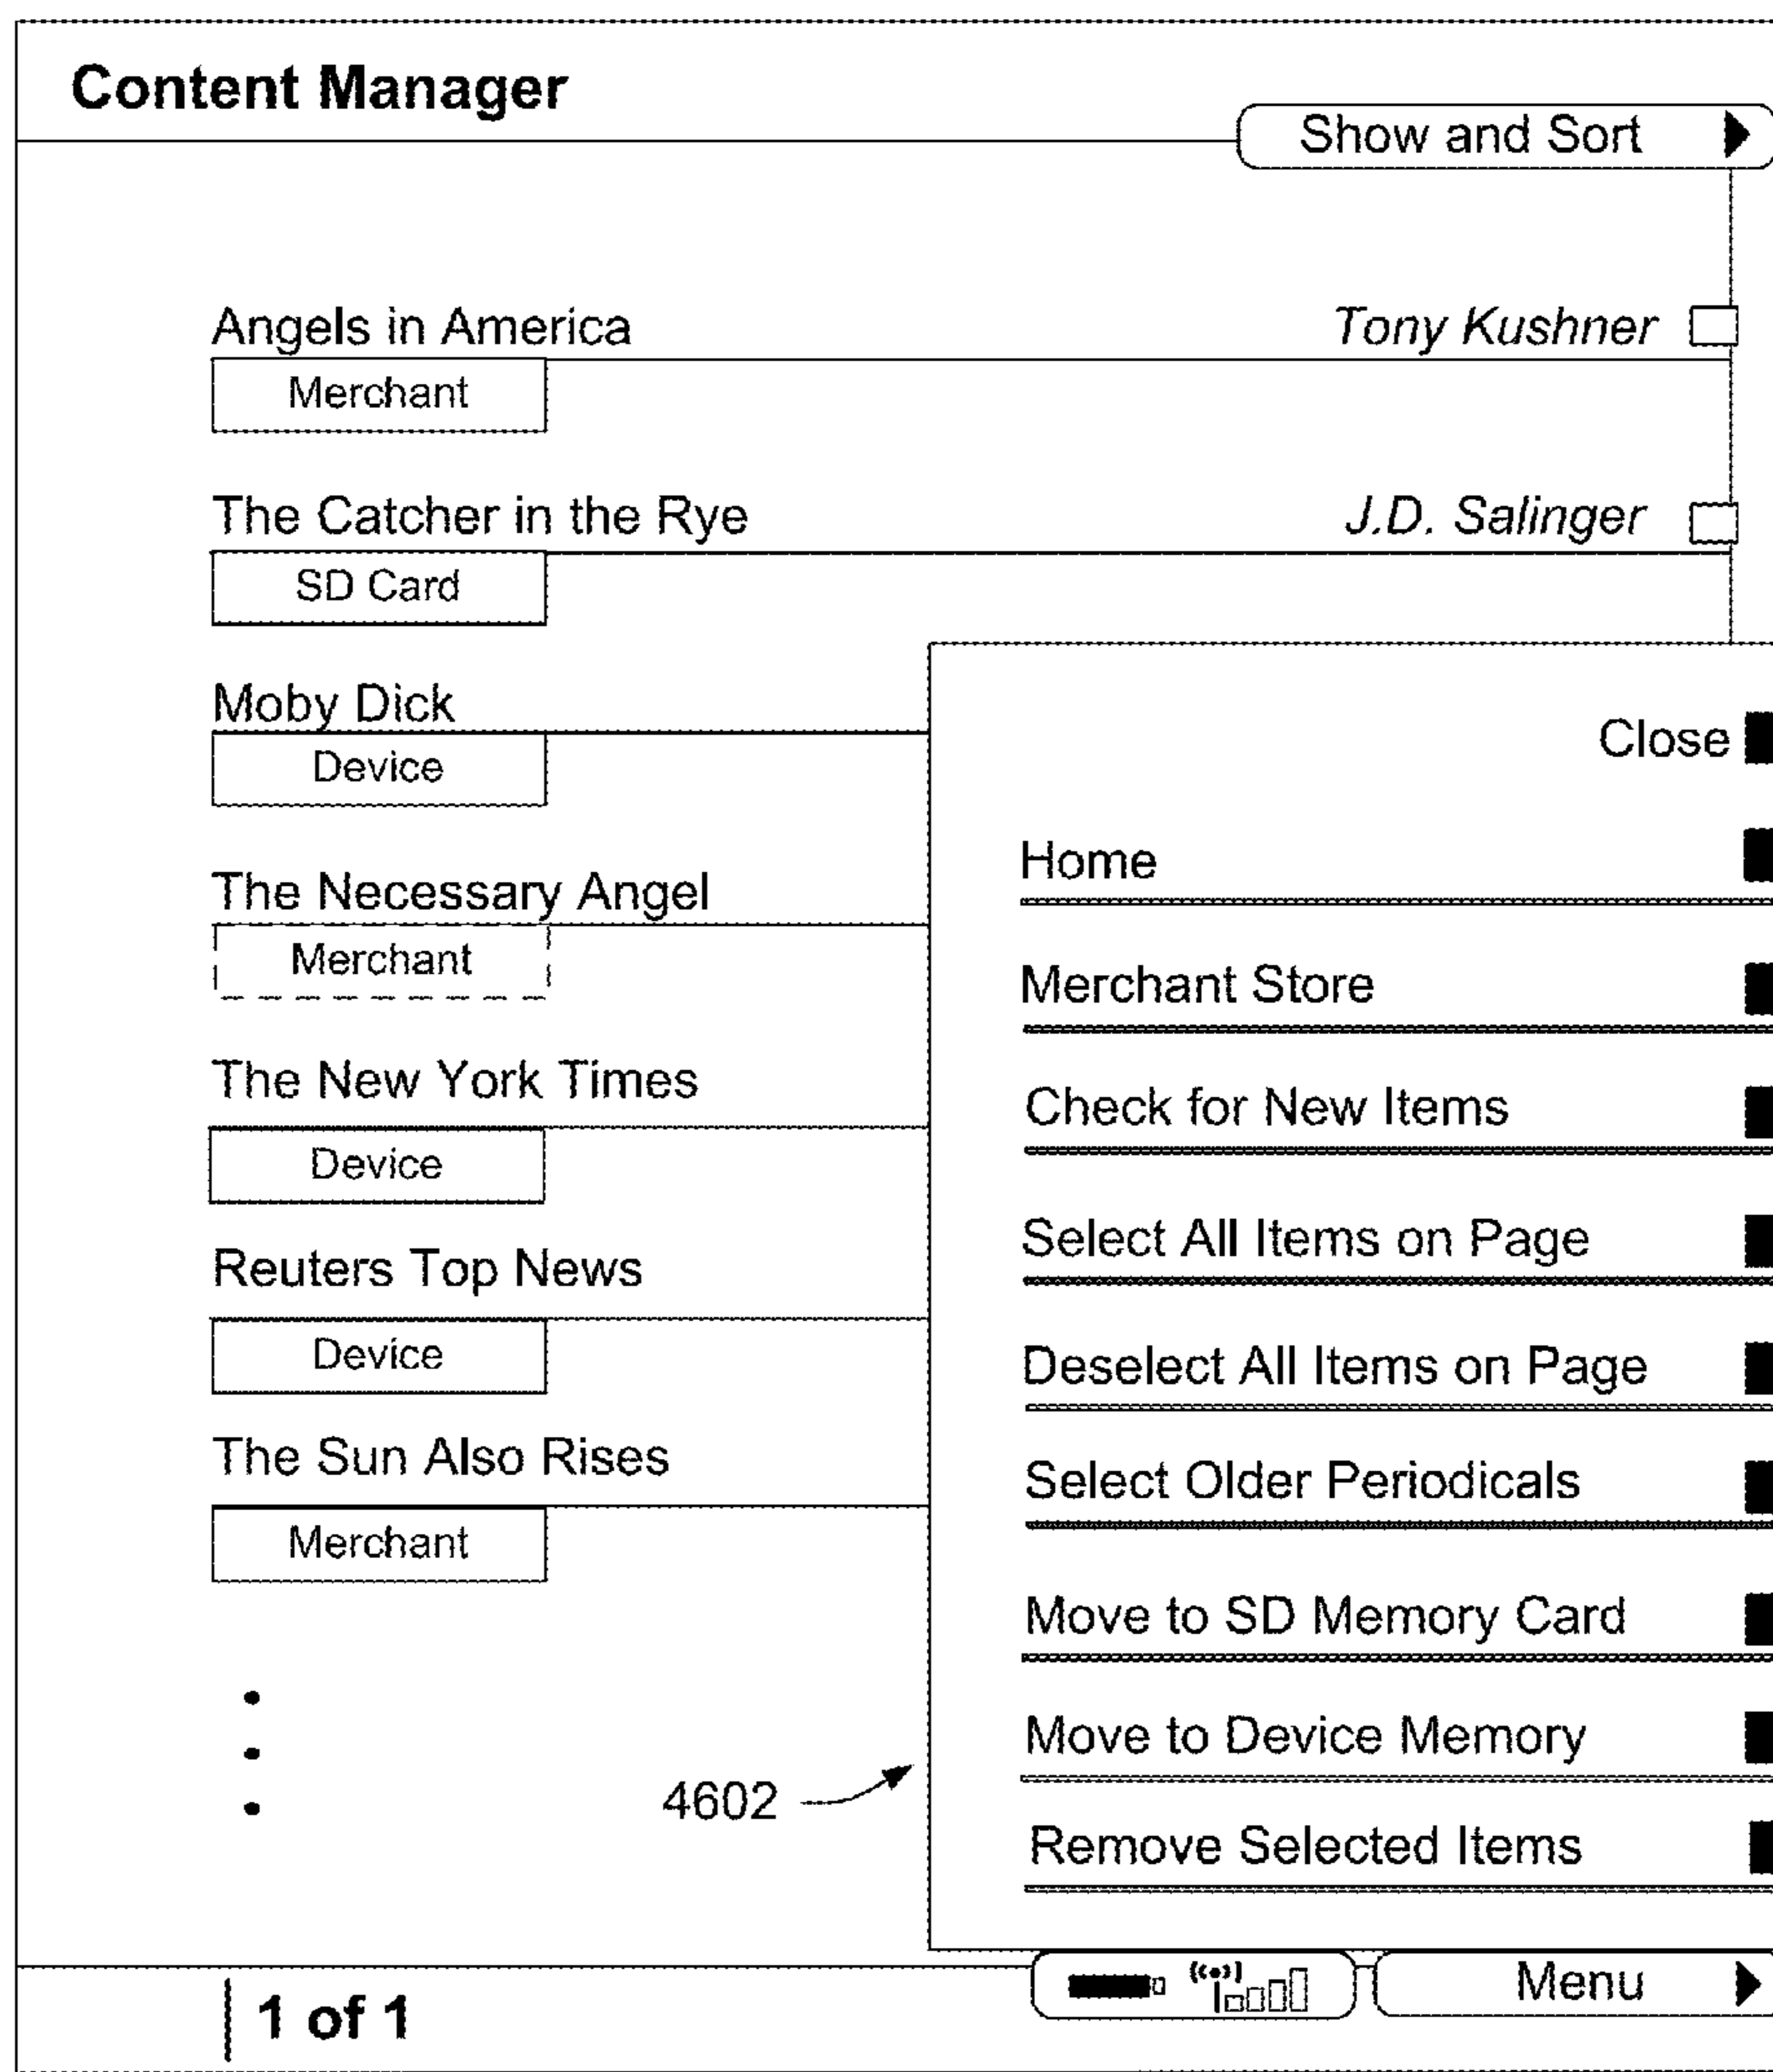 Content Manager
Show and Sort
Angels in America Tony Kushner
Merchant
The Catcher in the Rye J.D. Salinger
SD Card
Moby Dick
Device
The Necessary Angel
Merchant
The New York Times
Device
Reuters Top News
Device
The Sun Also Rises
Merchant
Close
Home
Merchant Store
Check for New Items
Select All Items on Page
Deselect All Items on Page
Select Older Periodicals
Move to SD Memory Card
Move to Device Memory
Remove Selected Items
4602
1 of 1
Menu